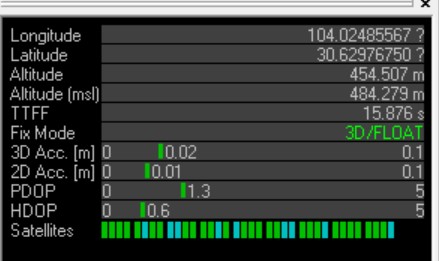 Longitude 104.02485567 ?
Latitude 30.62976750 ?
Altitude 454.507 m
Altitude (msl) 484.279 m
TTFF 15.876 s
Fix Mode 3D/FLOAT
3D Acc. [m] 0 0.02 0.1
2D Acc. [m] 0 0.01 0.1
PDOP 0 1.3 5
HDOP 0 0.6 5
Satellites